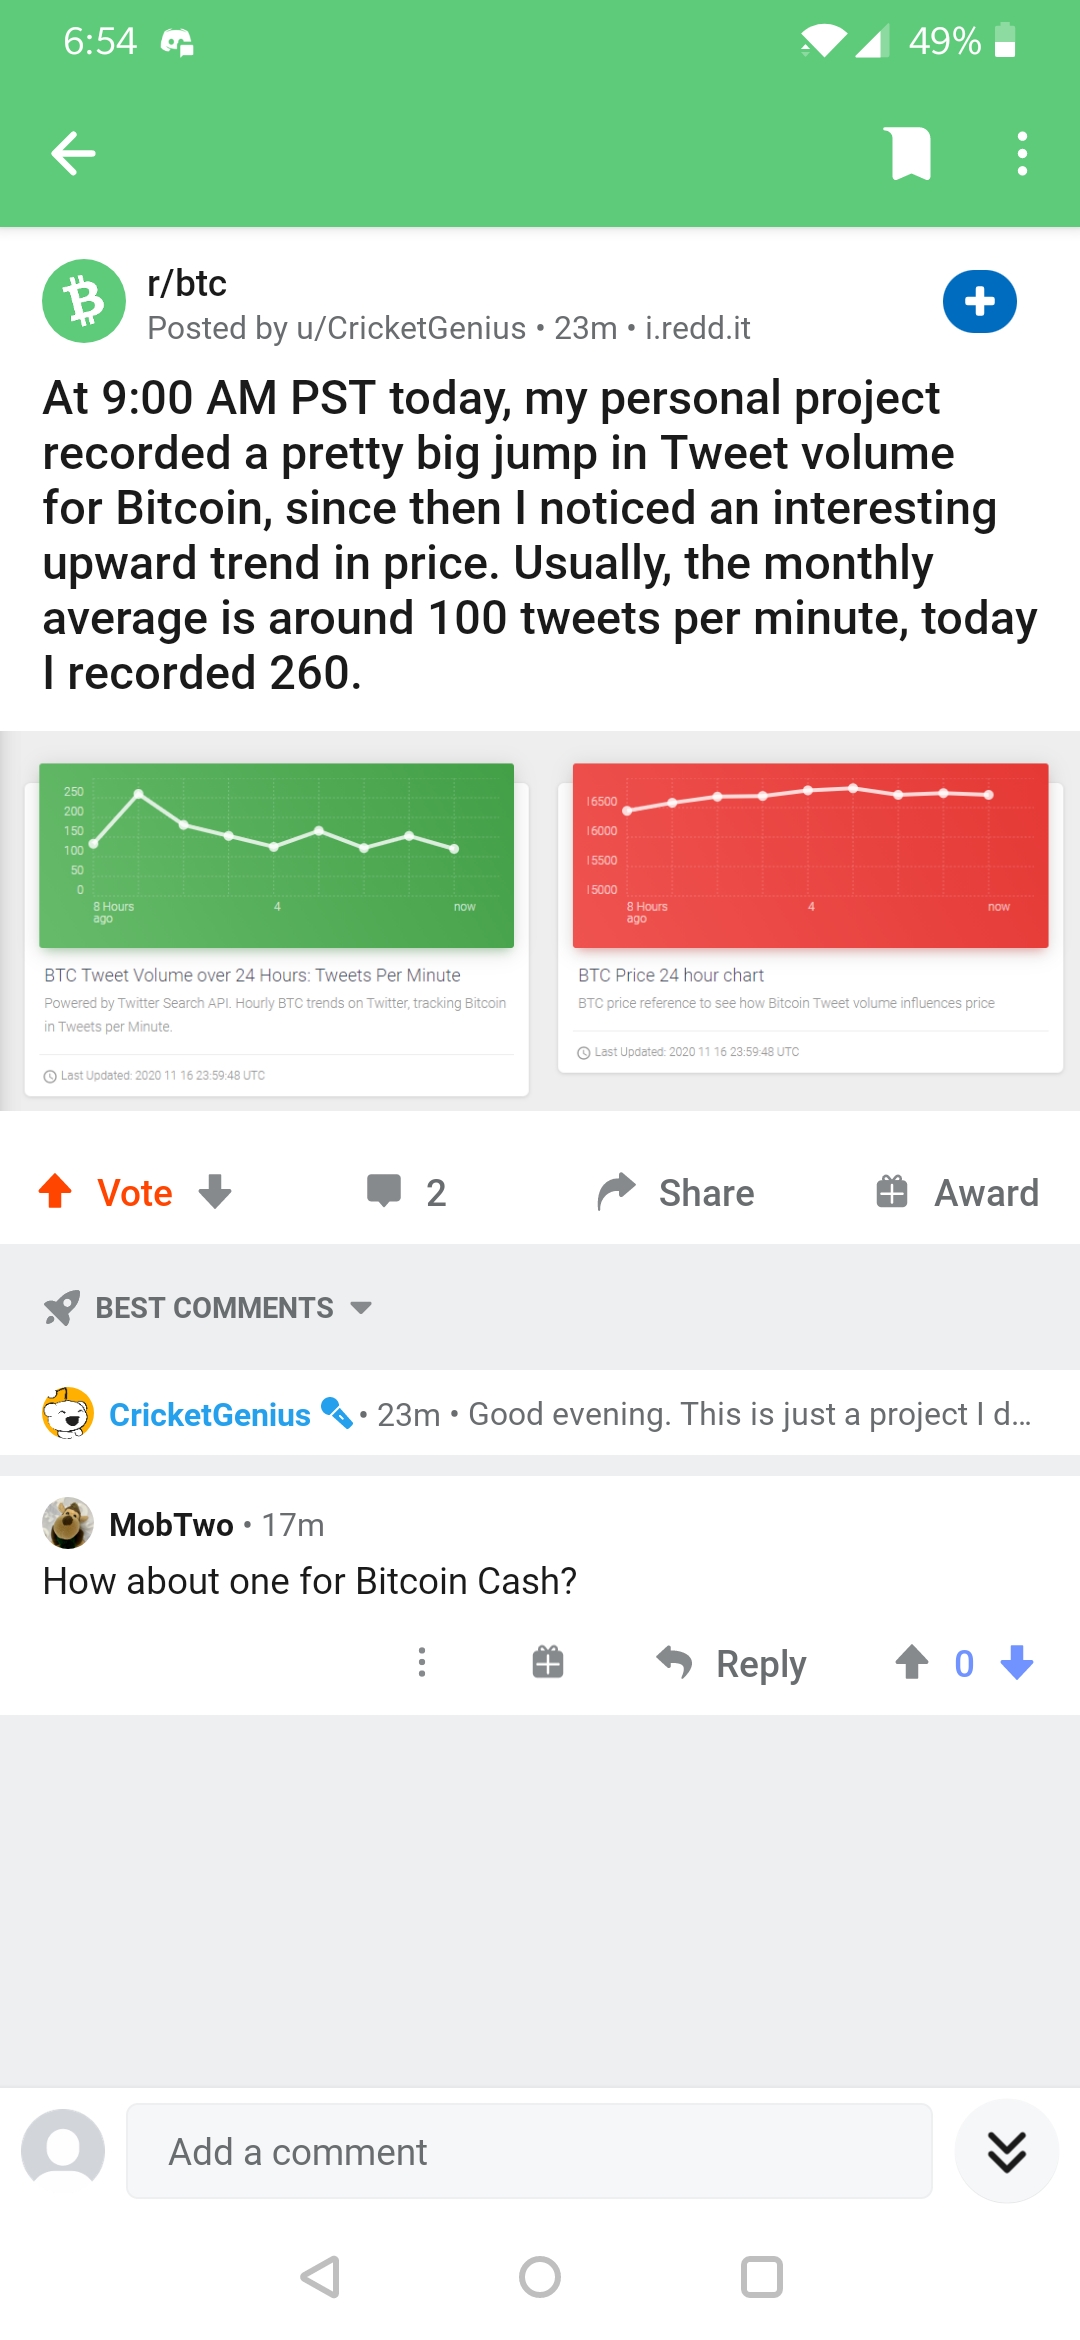 6:54
49%
r/btc
Posted by u/CricketGenius • 23m • i.redd.it
At 9:00 AM PST today, my personal project
recorded a pretty big jump in Tweet volume
for Bitcoin, since then I noticed an interesting
upward trend in price. Usually, the monthly
average is around 100 tweets per minute, today
I recorded 260.
250
200
150
100
50
0
8 Hours
ago
4
now
BTC Tweet Volume over 24 Hours: Tweets Per Minute
Powered by Twitter Search API. Hourly BTC trends on Twitter, tracking Bitcoin
in Tweets per Minute.
Last Updated: 2020 11 16 23:59:48 UTC
16500
16000
15500
15000
8 Hours
ago
4
now
BTC Price 24 hour chart
BTC price reference to see how Bitcoin Tweet volume influences price
Last Updated: 2020 11 16 23:59:48 UTC
Vote
2
Share
Award
BEST COMMENTS
CricketGenius • 23m • Good evening. This is just a project I d...
MobTwo • 17m
How about one for Bitcoin Cash?
Reply
0
Add a comment